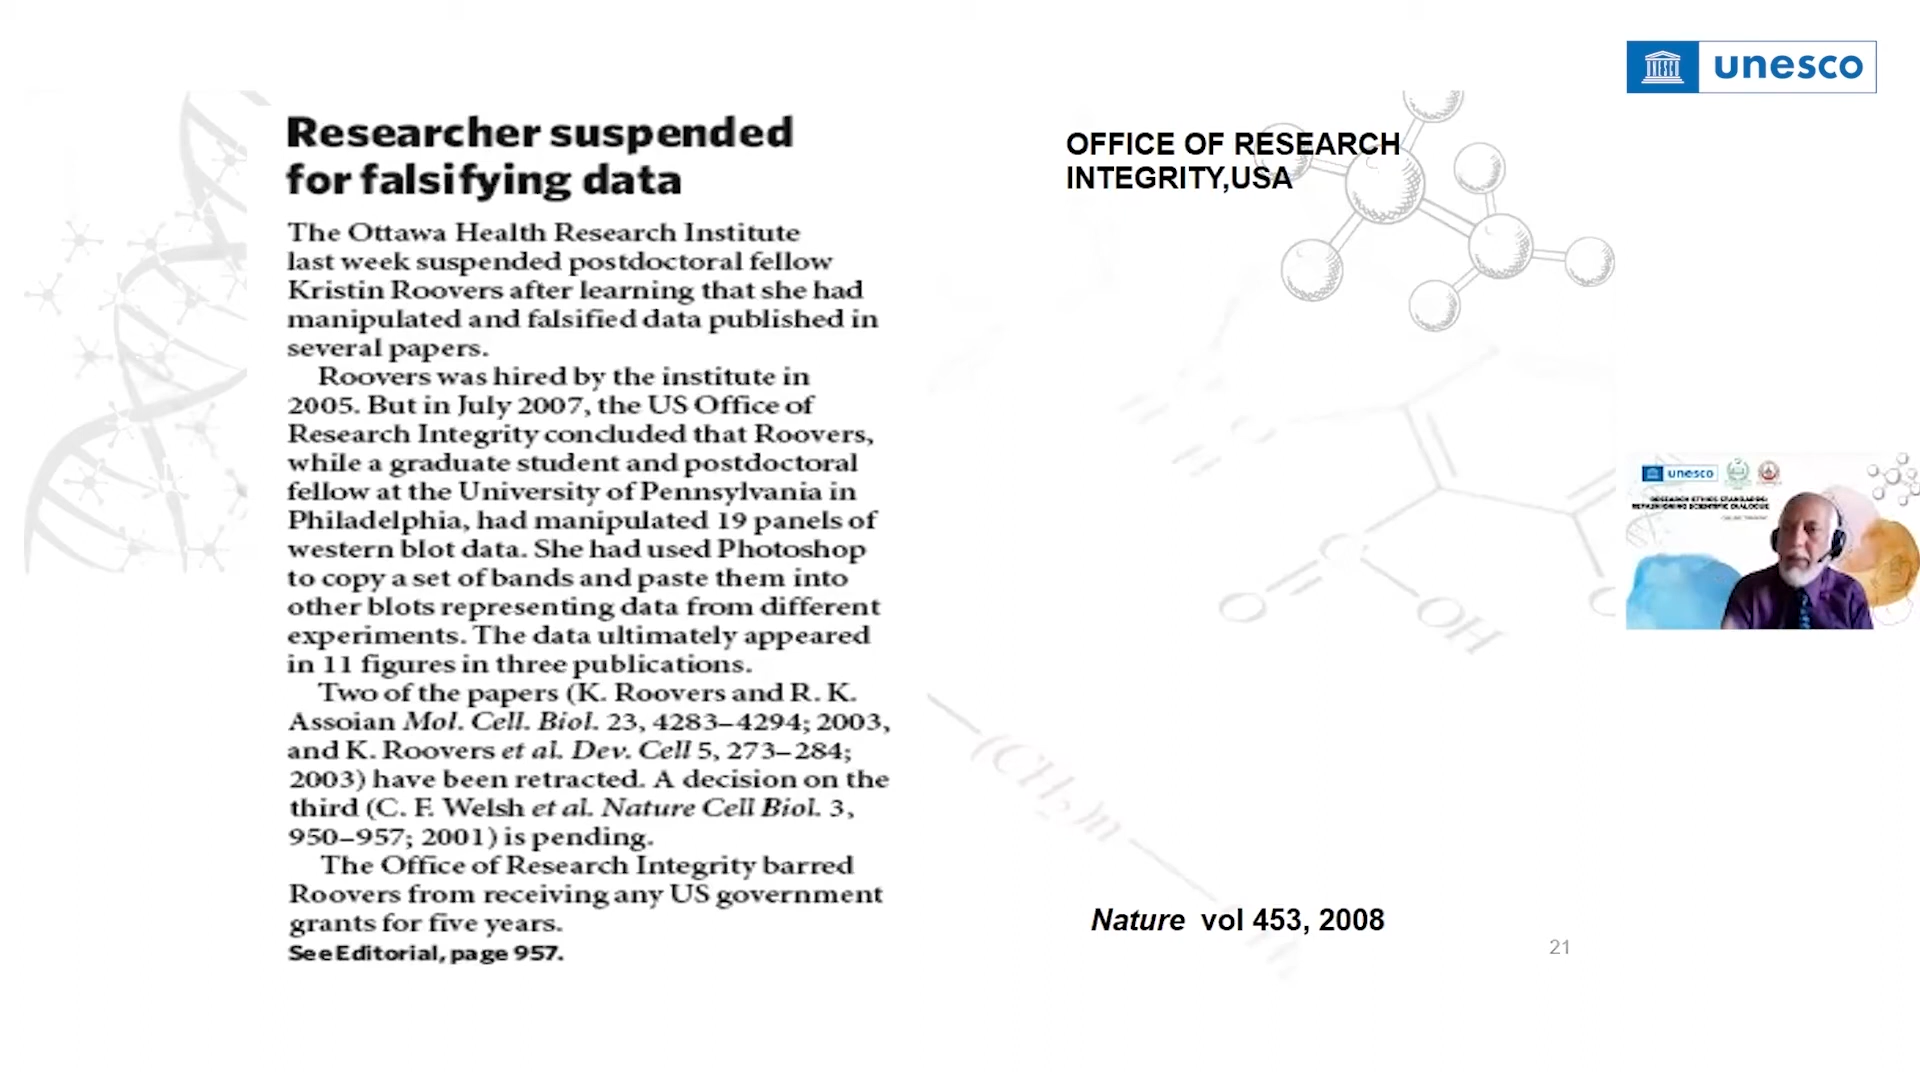 UNESCO
unesco
Researcher suspended
for falsifying data
The Ottawa Health Research Institute
last week suspended postdoctoral fellow
Kristin Roovers after learning that she had
manipulated and falsified data published in
several papers.
Roovers was hired by the institute in
2005. But in July 2007, the US Office of
Research Integrity concluded that Roovers,
while a graduate student and postdoctoral
fellow at the University of Pennsylvania in
Philadelphia, had manipulated 19 panels of
western blot data. She had used Photoshop
to copy a set of bands and paste them into
other blots representing data from different
experiments. The data ultimately appeared
in 11 figures in three publications.
Two of the papers (K. Roovers and R. K.
Assoian Mol. Cell. Biol. 23, 4283–4294; 2003,
and K. Roovers et al. Dev. Cell 5, 273–284;
2003) have been retracted. A decision on the
third (C. F. Welsh et al. Nature Cell Biol. 3,
950–957; 2001) is pending.
The Office of Research Integrity barred
Roovers from receiving any US government
grants for five years.
See Editorial, page 957.
OFFICE OF RESEARCH
INTEGRITY,USA
O
OH
(CH2)m
Nature vol 453, 2008
21
unesco
RESEARCH ETHICS STANDARDS:
REFASHIONING SCIENTIFIC DIALOGUE